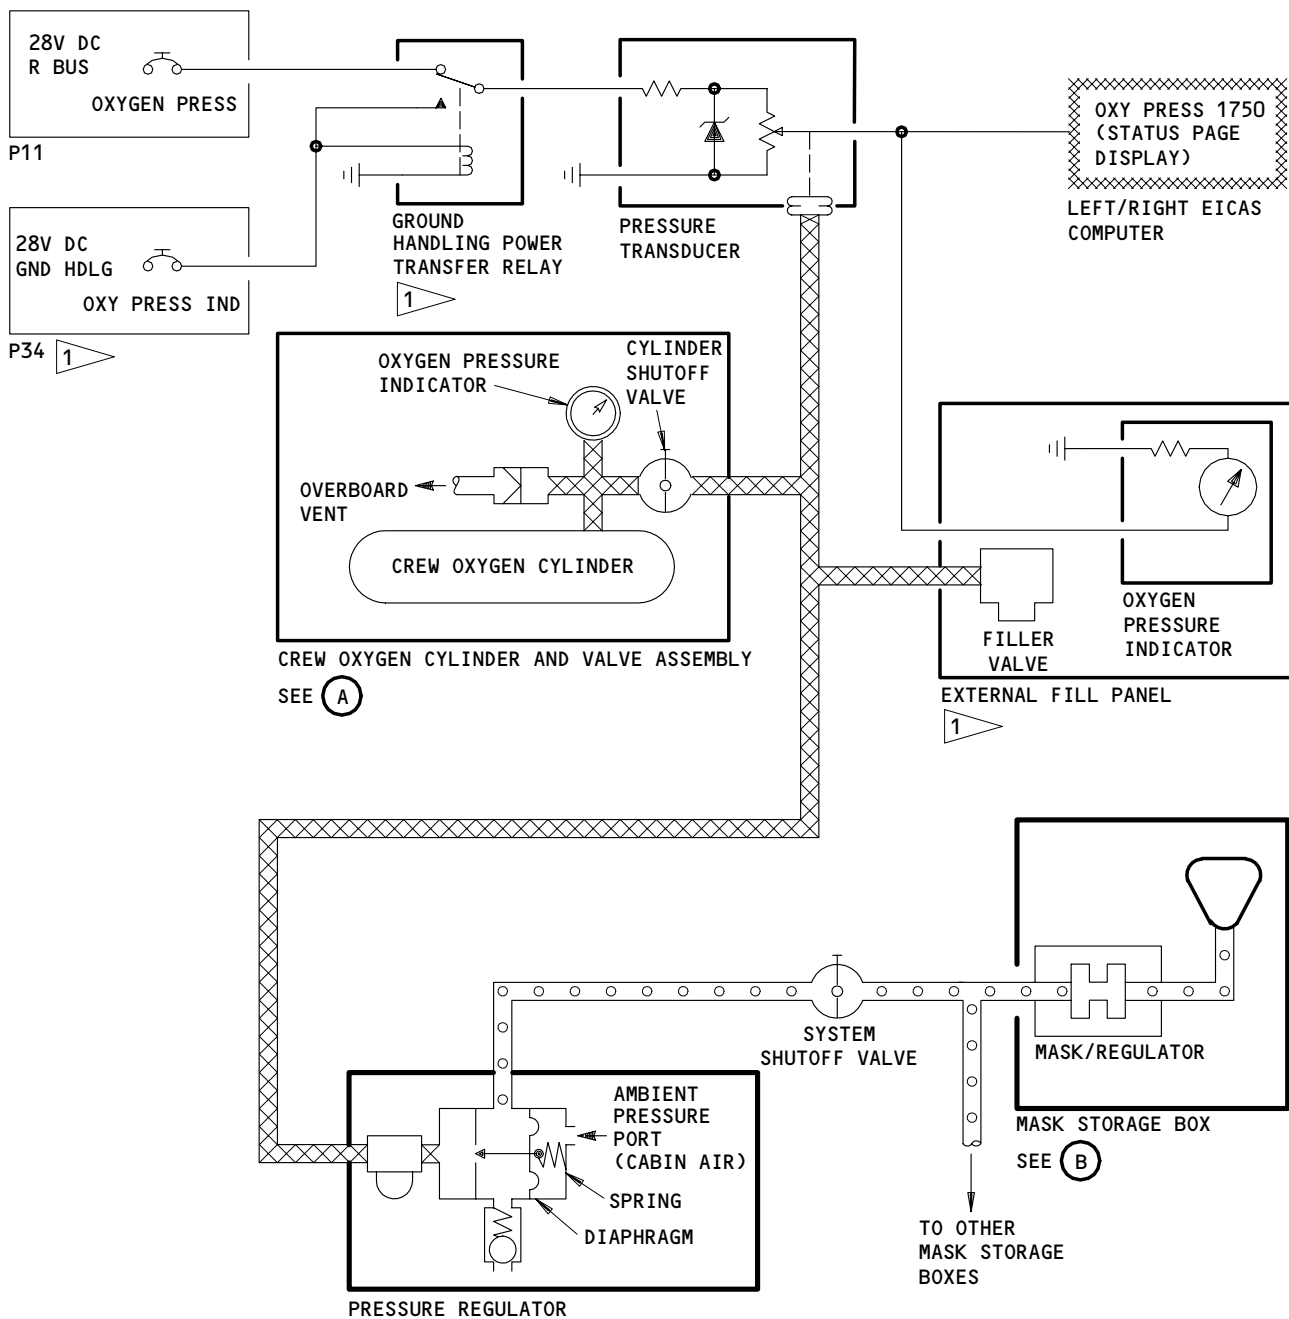 28V DC
R BUS
OXYGEN PRESS
P11
28V DC
GND HDLG
OXY PRESS IND
P34
1
GROUND
HANDLING POWER
TRANSFER RELAY
1
PRESSURE
TRANSDUCER
OXY PRESS 1750
(STATUS PAGE
DISPLAY)
LEFT/RIGHT EICAS
COMPUTER
OXYGEN PRESSURE
INDICATOR
CYLINDER
SHUTOFF
VALVE
OVERBOARD
VENT
CREW OXYGEN CYLINDER
CREW OXYGEN CYLINDER AND VALVE ASSEMBLY
SEE A
FILLER
VALVE
OXYGEN
PRESSURE
INDICATOR
EXTERNAL FILL PANEL
1
SYSTEM
SHUTOFF VALVE
MASK/REGULATOR
MASK STORAGE BOX
SEE B
TO OTHER
MASK STORAGE
BOXES
AMBIENT
PRESSURE
PORT
(CABIN AIR)
SPRING
DIAPHRAGM
PRESSURE REGULATOR